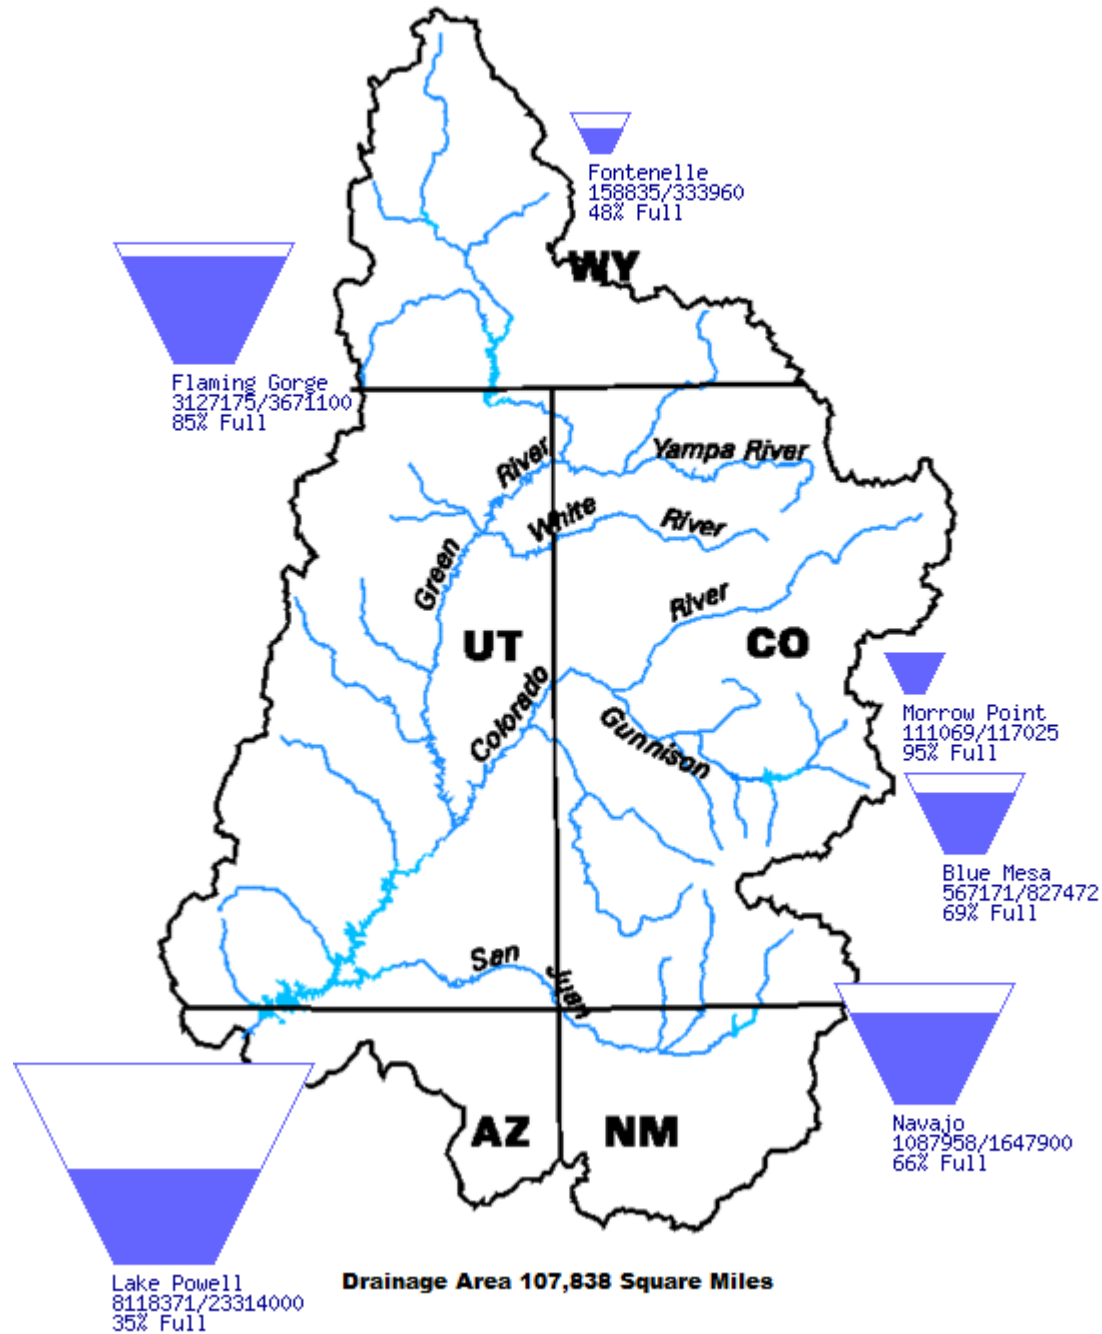 Fontenelle
158835/333960
48% Full
WY
Flaming Gorge
3127175/3671100
85% Full
Yampa River
River
White
River
Green
River
UT
CO
Colorado
Gunnison
Morrow Point
111069/117025
95% Full
Blue Mesa
567171/827472
69% Full
San
Juan
AZ
NM
Navajo
1087958/1647900
66% Full
Lake Powell
8118371/23314000
35% Full
Drainage Area 107,838 Square Miles